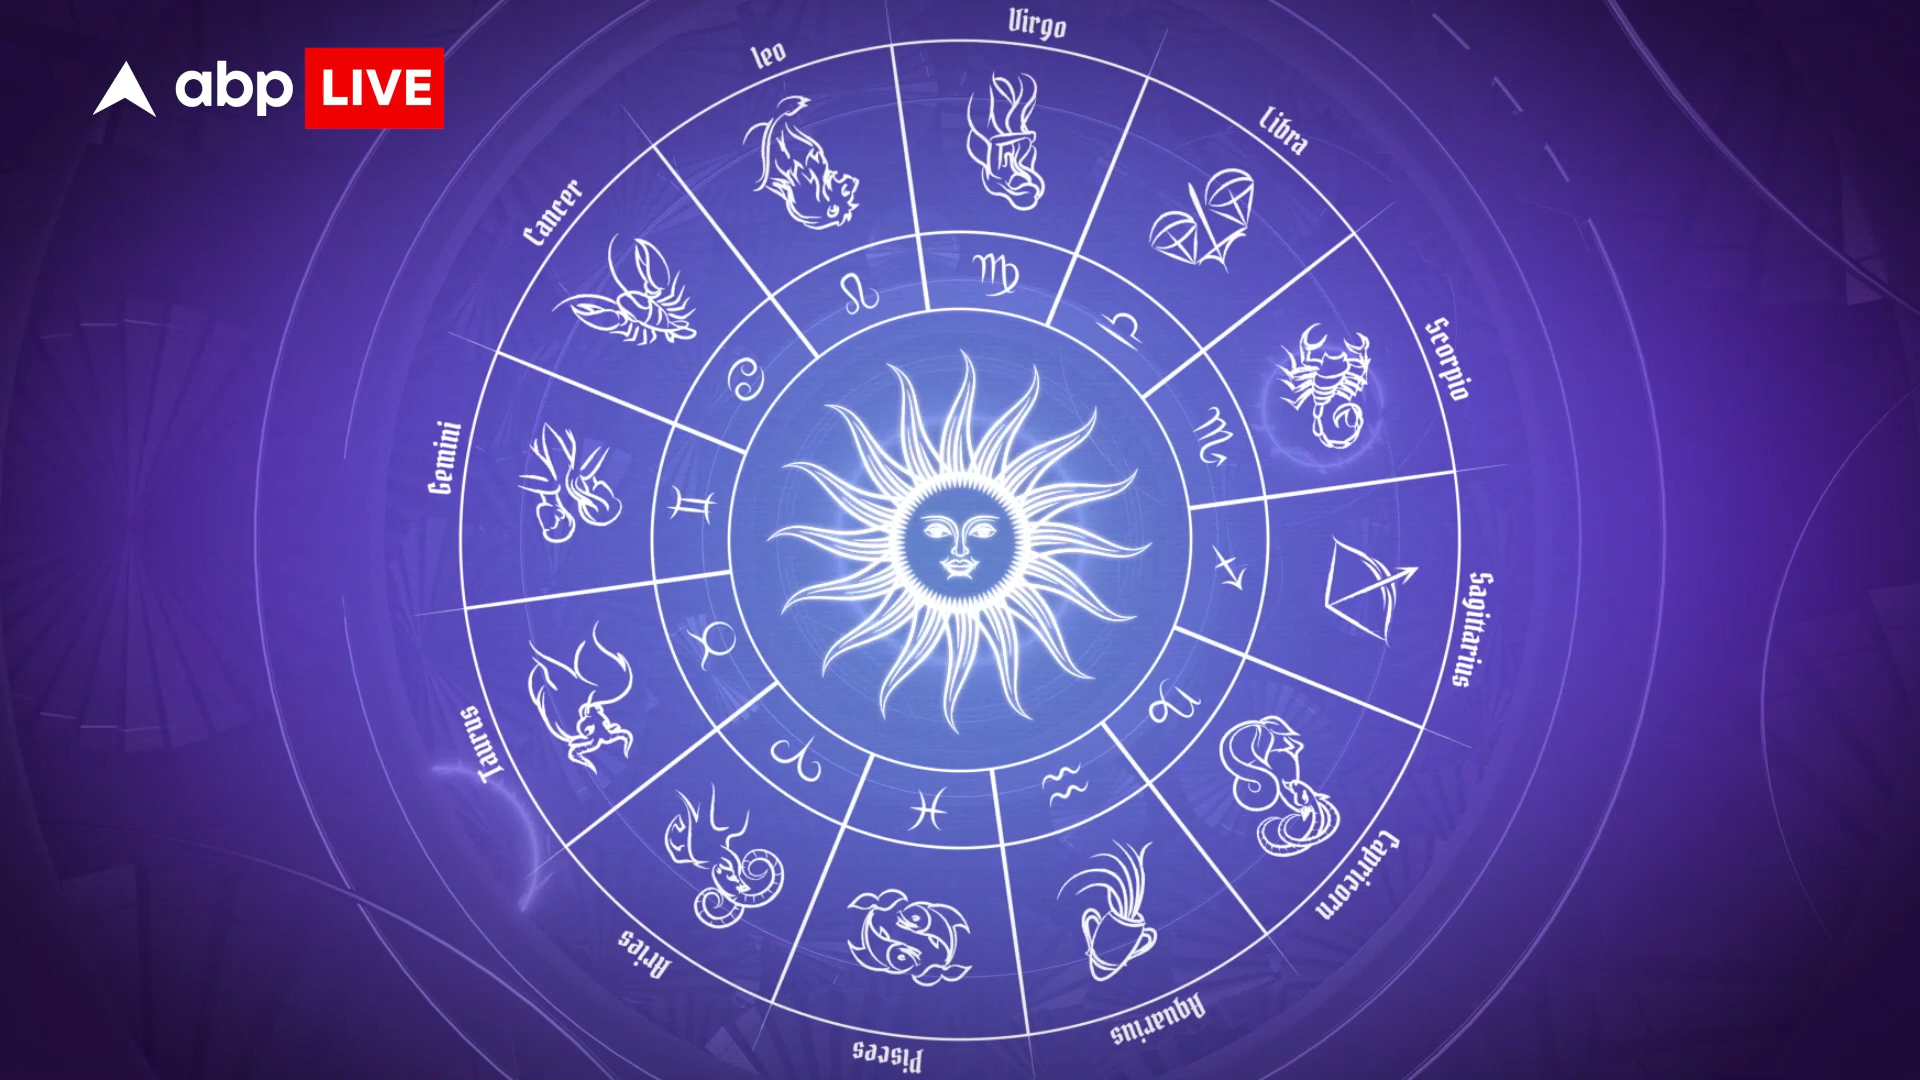 abp LIVE
Virgo
Libra
Scorpio
Sagittarius
Capricorn
Aquarius
Pisces
Aries
Taurus
Gemini
Cancer
leo